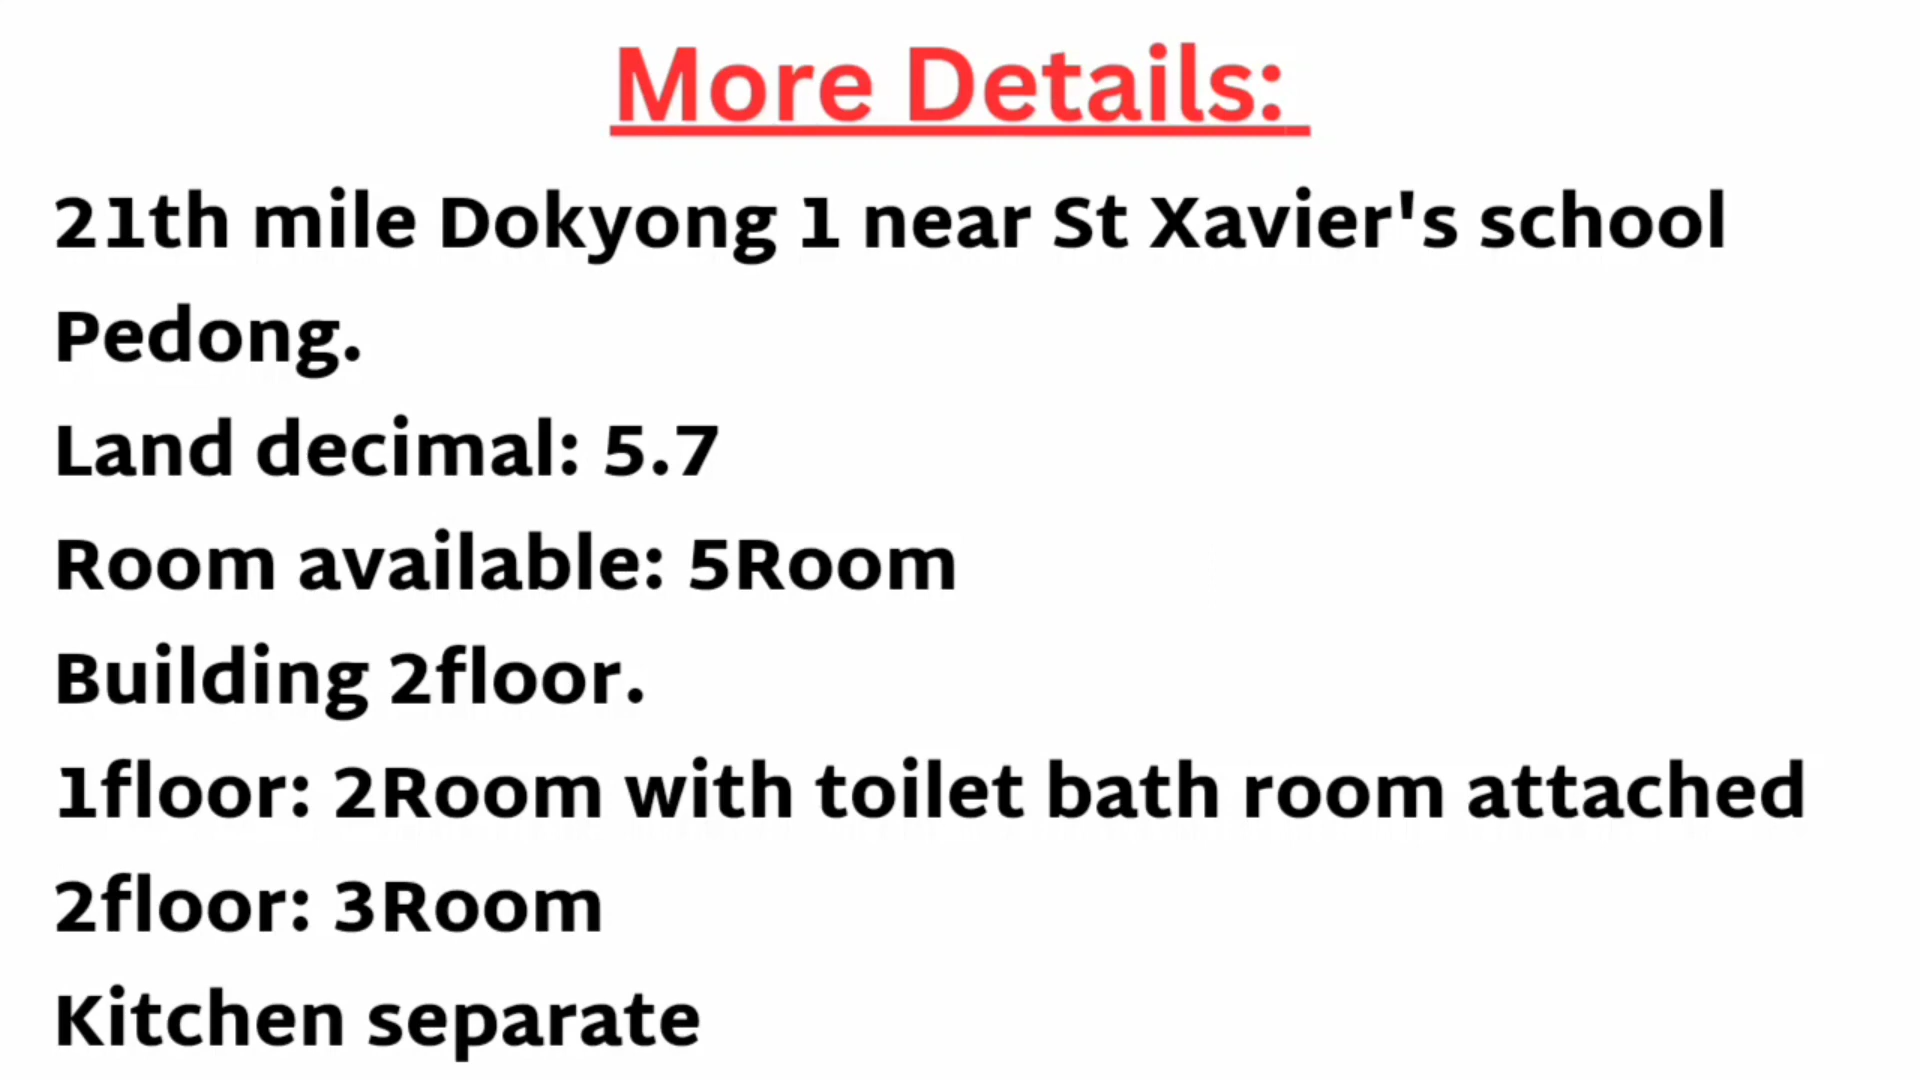 More Details:
21th mile Dokyong 1 near St Xavier's school
Pedong.
Land decimal: 5.7
Room available: 5Room
Building 2floor.
1floor: 2Room with toilet bath room attached
2floor: 3Room
Kitchen separate